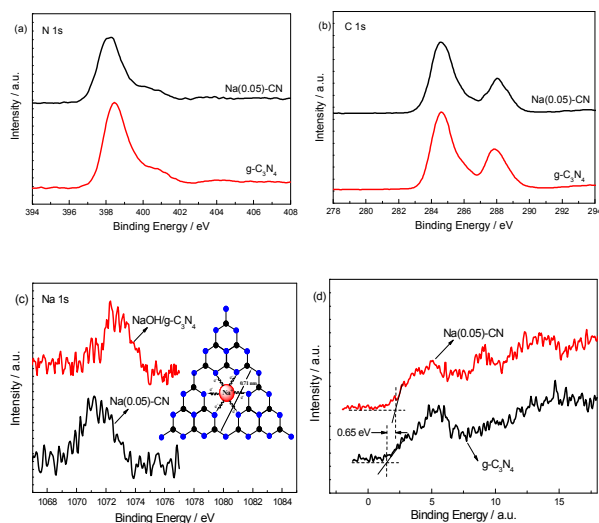 (a) N 1s
Na(0.05)-CN
g-C₃N₄
Intensity / a.u.
394 396 398 400 402 404 406 408
Binding Energy / eV
(b) C 1s
Na(0.05)-CN
g-C₃N₄
Intensity / a.u.
278 280 282 284 286 288 290 292 294
Binding Energy / eV
(c) Na 1s
NaOH/g-C₃N₄
Na
0.71 nm
Na(0.05)-CN
Intensity / a.u.
1068 1070 1072 1074 1076 1078 1080 1082 1084
Binding Energy / eV
(d)
Na(0.05)-CN
0.65 eV
g-C₃N₄
Intensity / a.u.
0 5 10 15
Binding Energy / a.u.